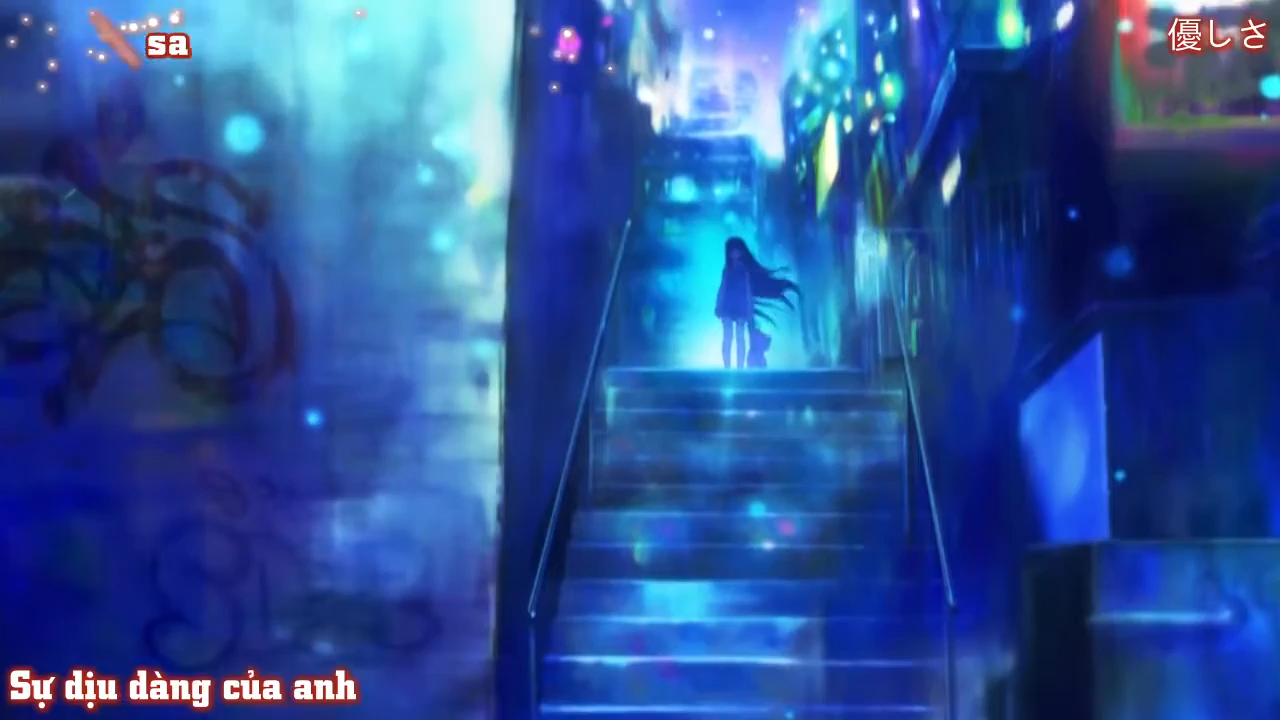 sa
優しさ
Sự dịu dàng của anh